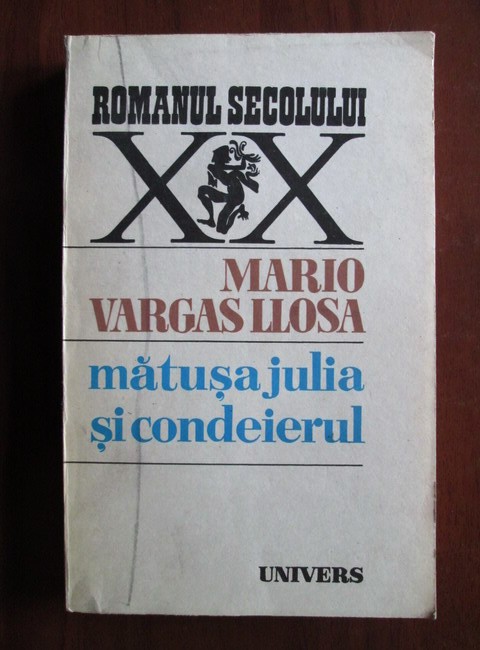 ROMANUL SECOLULUI
XX
MARIO
VARGAS LLOSA
mătușa julia
și condeierul
UNIVERS